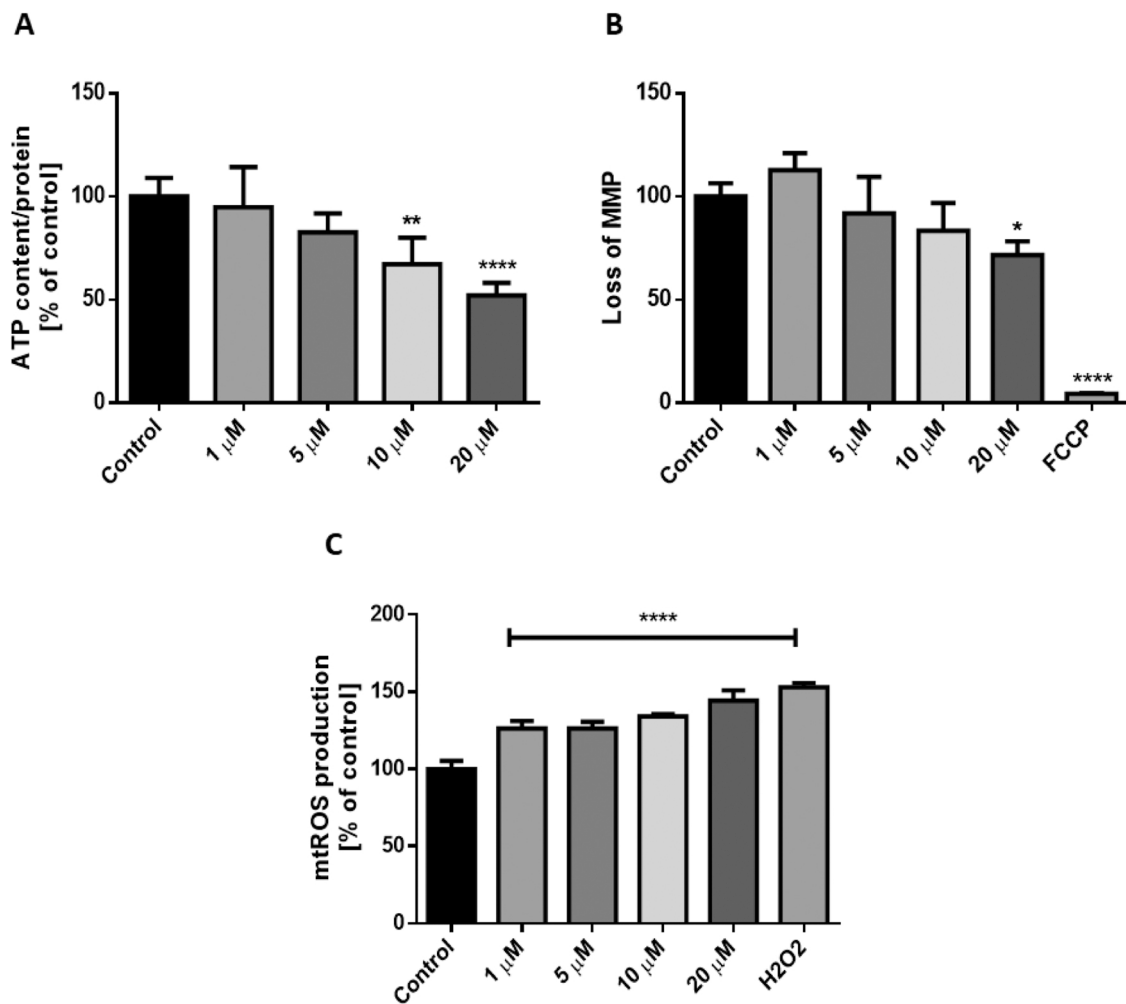 A
ATP content/protein
[% of control]
150
100
50
0
**
****
Control
1 μM
5 μM
10 μM
20 μM
B
Loss of MMP
150
100
50
0
*
****
Control
1 μM
5 μM
10 μM
20 μM
FCCP
C
mtROS production
[% of control]
200
150
100
50
0
****
Control
1 μM
5 μM
10 μM
20 μM
H2O2